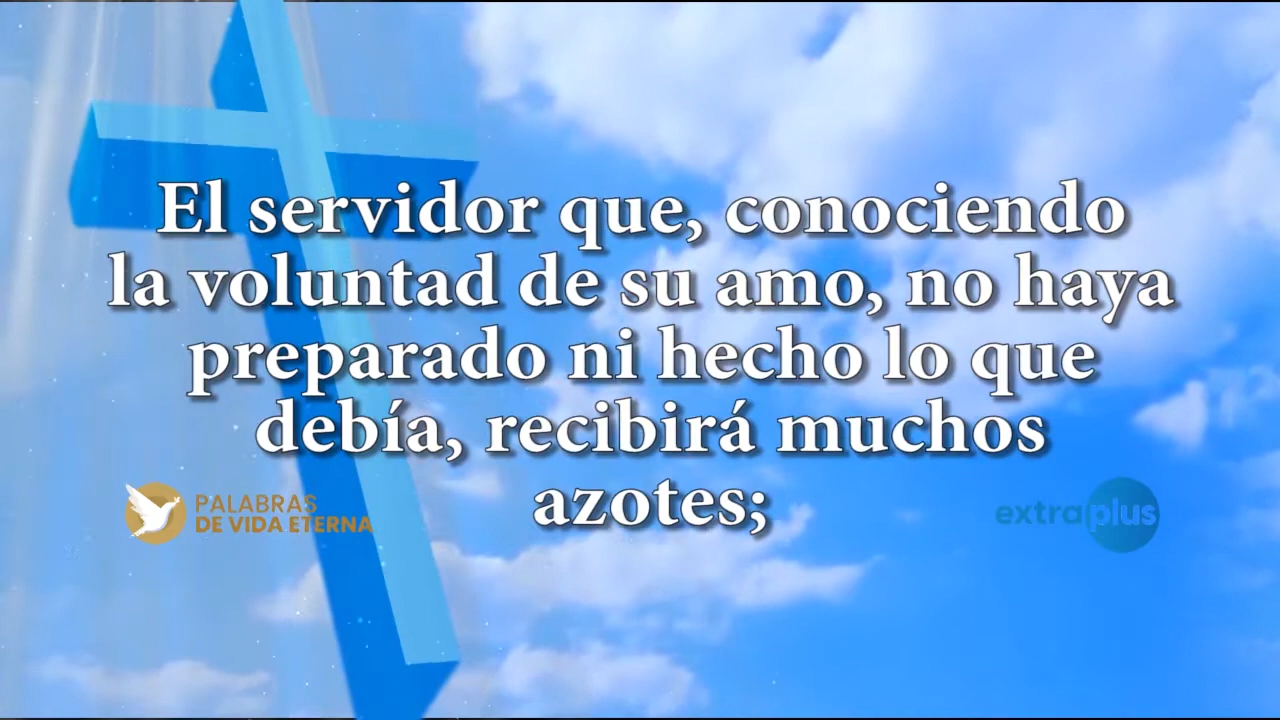 El servidor que, conociendo
la voluntad de su amo, no haya
preparado ni hecho lo que
debía, recibirá muchos
azotes;
PALABRAS
DE VIDA ETERNA
extraplus